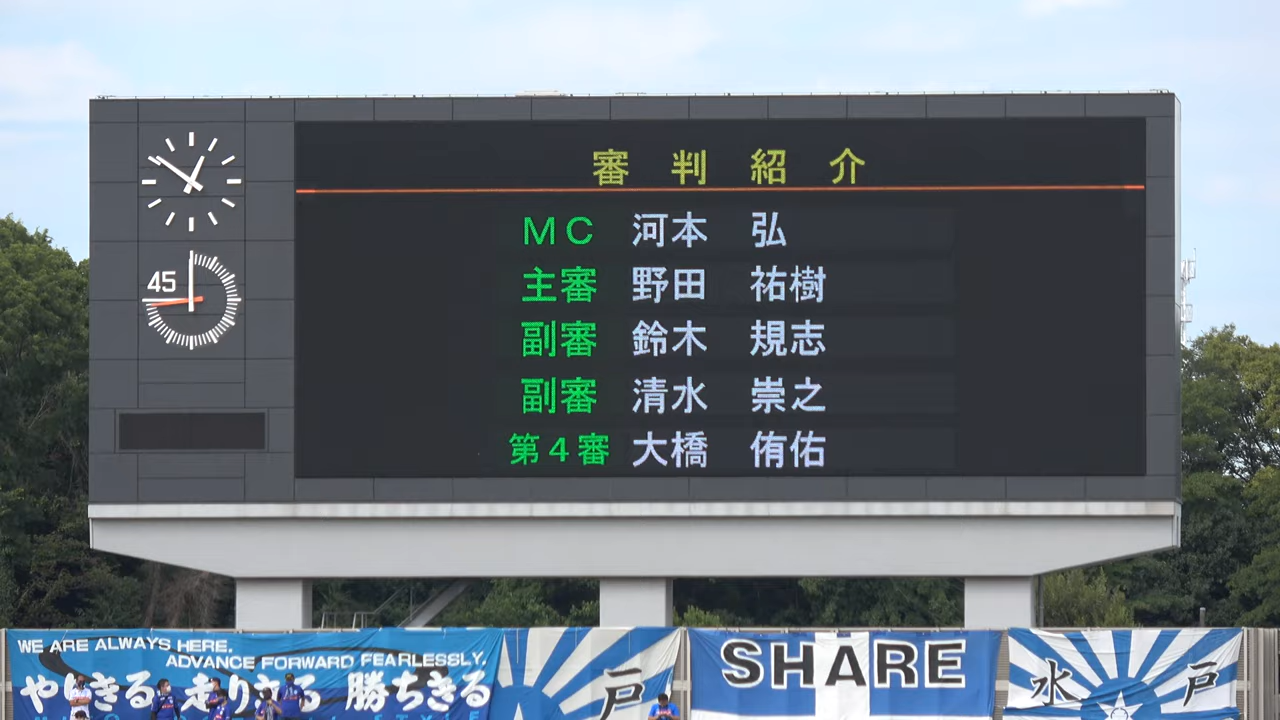 審判紹介
MC 河本 弘
主審 野田 祐樹
副審 鈴木 規志
副審 清水 崇之
第4審 大橋 侑佑
45
WE ARE ALWAYS HERE.
ADVANCE FORWARD FEARLESSLY.
やりきる 走りきる 勝ちきる
戸
SHARE
水 戸